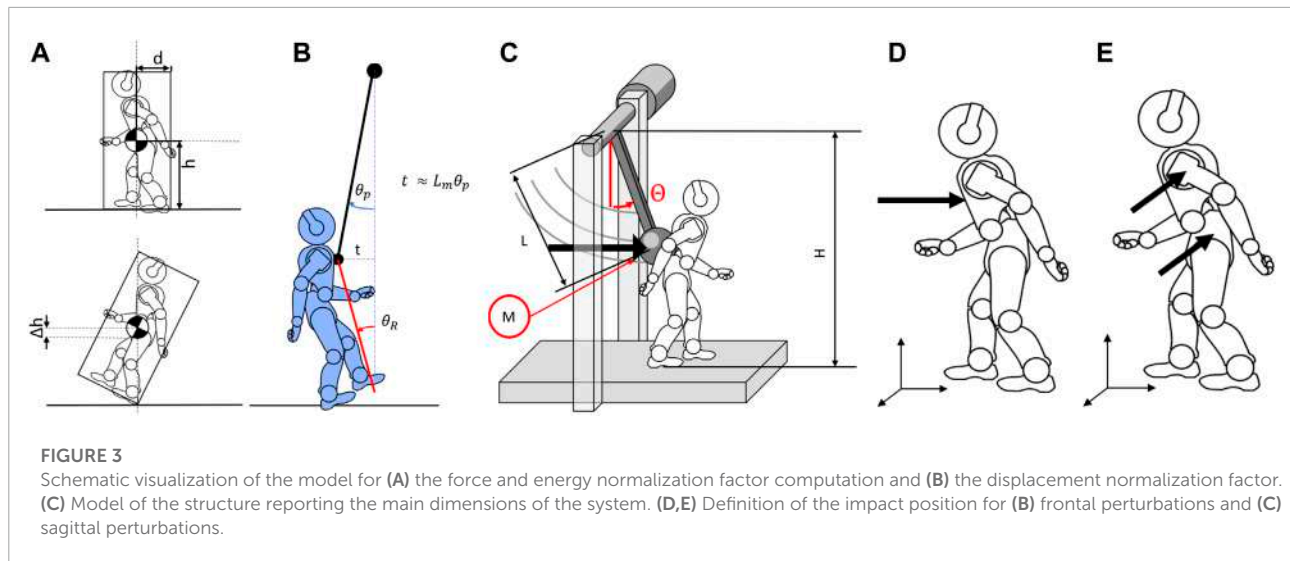 A
B
C
D
E
d
h
Δh
θp
t ≈ Lmθp
t
θR
Θ
L
H
M
FIGURE 3
Schematic visualization of the model for (A) the force and energy normalization factor computation and (B) the displacement normalization factor.
(C) Model of the structure reporting the main dimensions of the system. (D,E) Definition of the impact position for (B) frontal perturbations and (C)
sagittal perturbations.